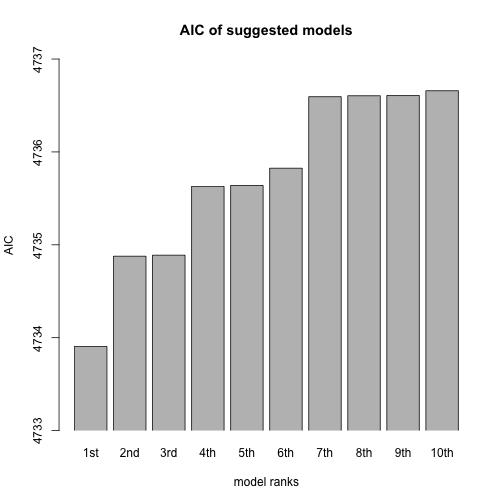 AIC of suggested models
4737
4736
4735
4734
4733
AIC
1st 2nd 3rd 4th 5th 6th 7th 8th 9th 10th
model ranks